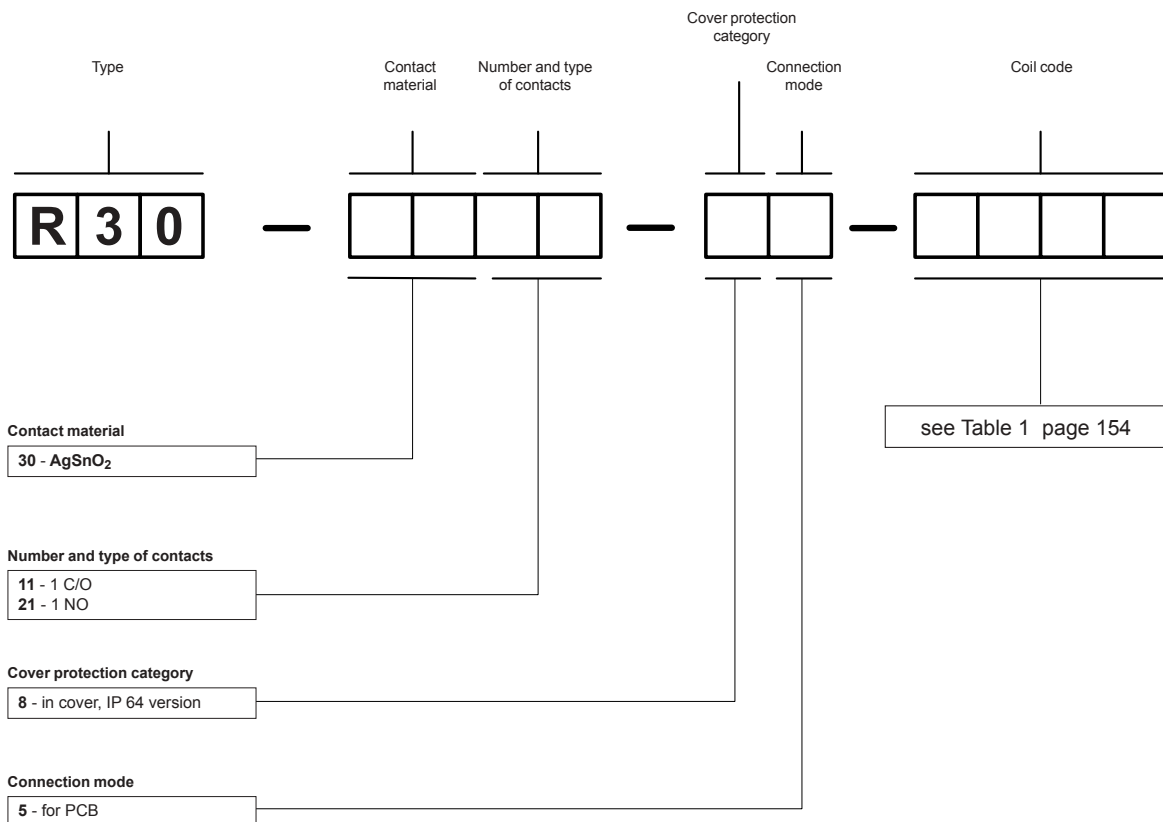 Cover protection
category
Type
Contact
material
Number and type
of contacts
Connection
mode
Coil code
R 3 0
see Table 1 page 154
Contact material
30 - AgSnO₂
Number and type of contacts
11 - 1 C/O
21 - 1 NO
Cover protection category
8 - in cover, IP 64 version
Connection mode
5 - for PCB